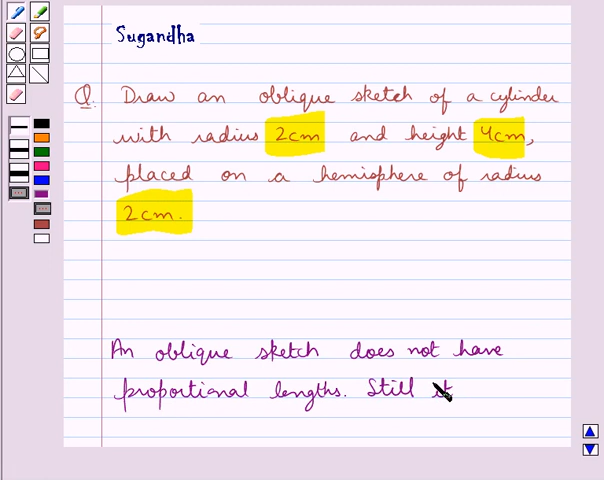 Sugandha
Q. Draw an oblique sketch of a cylinder
with radius 2cm and height 4cm,
placed on a hemisphere of radius
2cm.
An oblique sketch does not have
proportional lengths. Still it